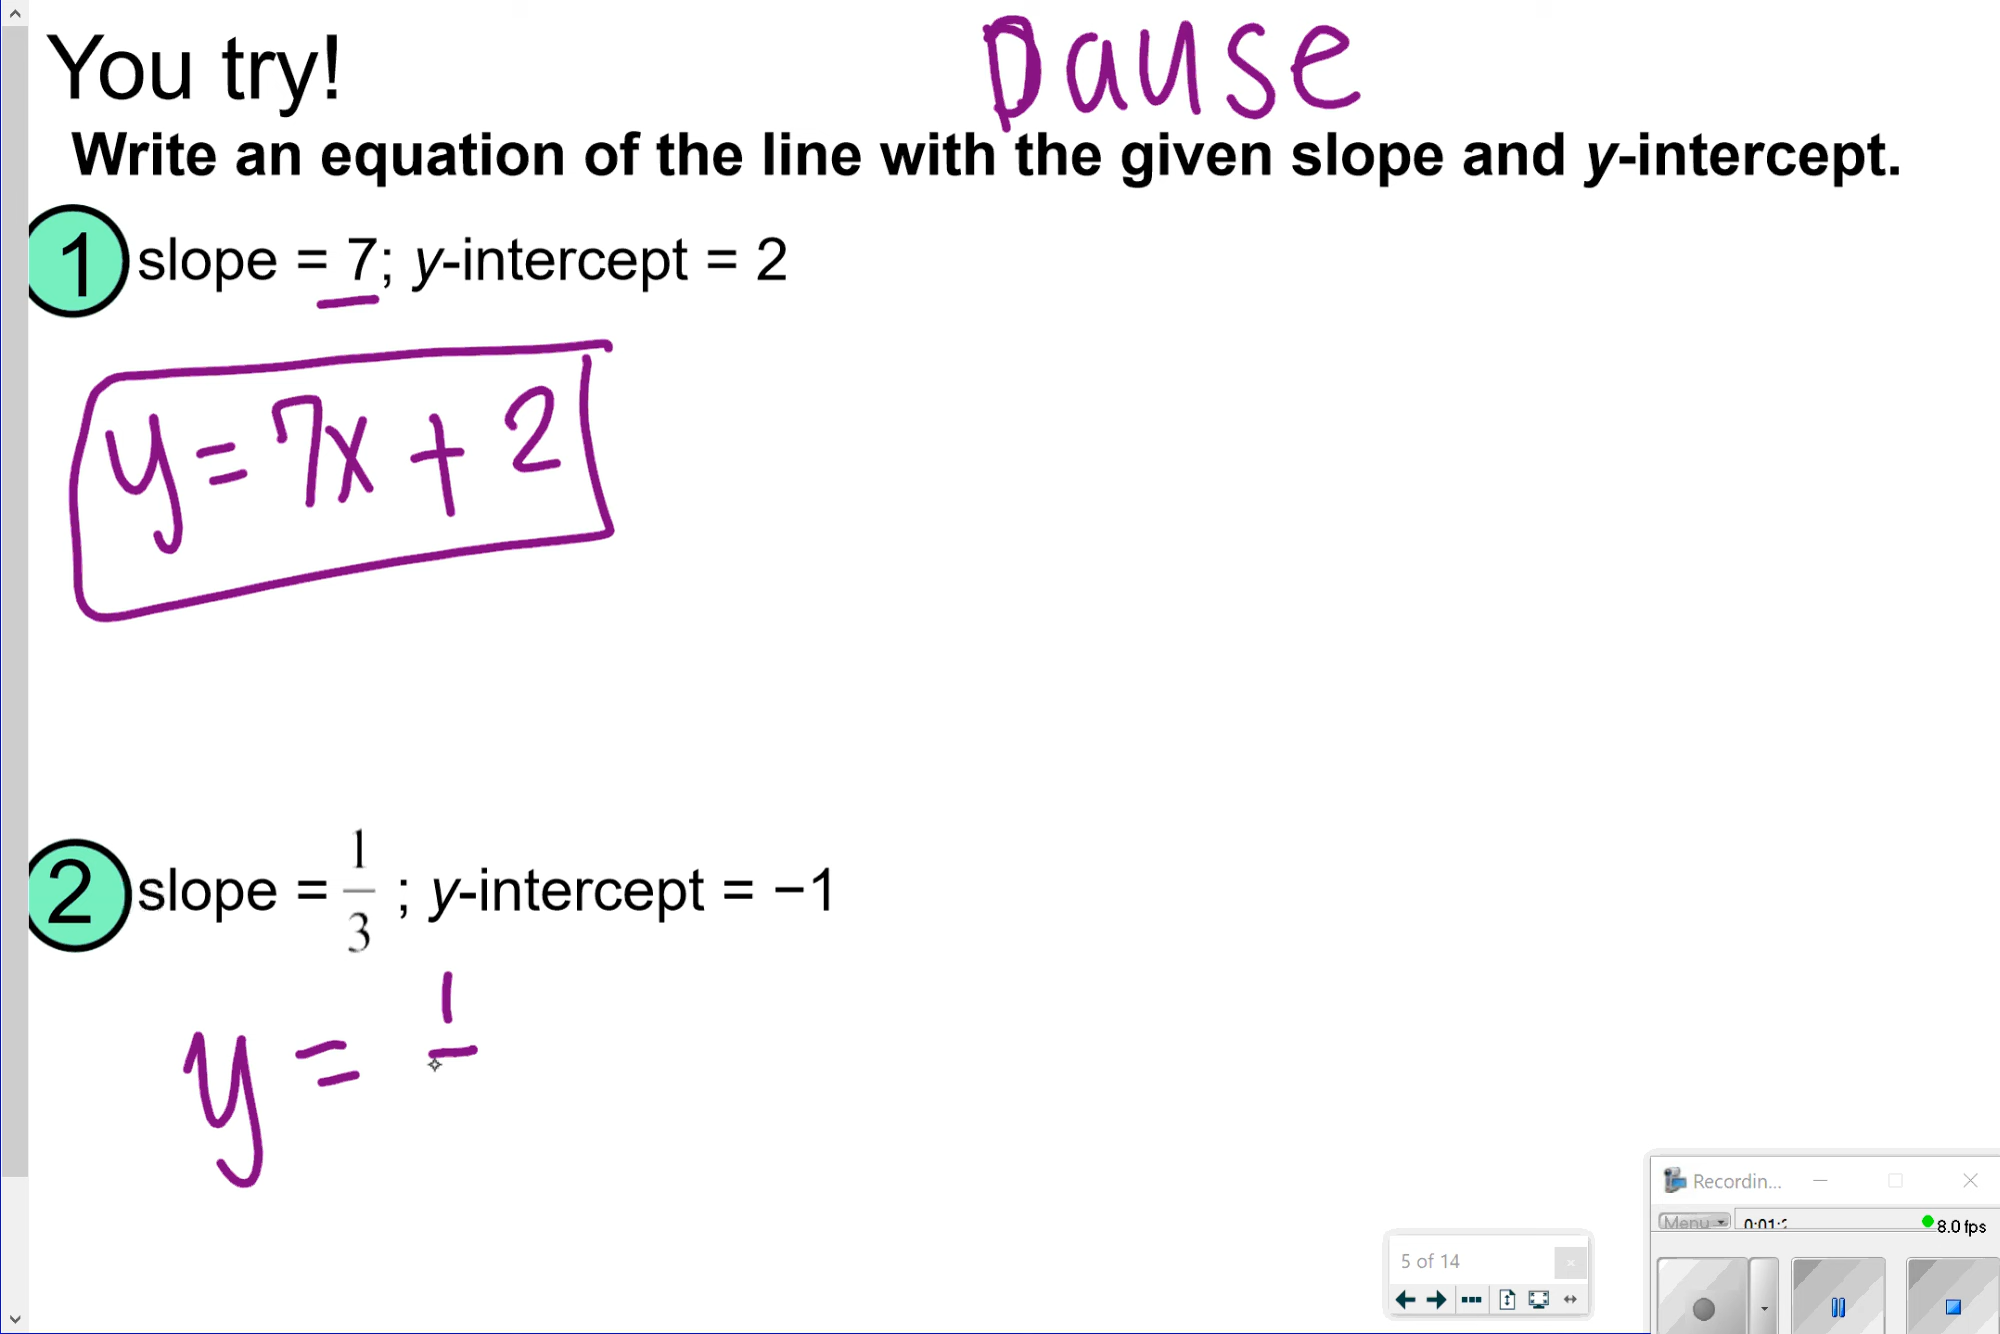 You try!
pause
Write an equation of the line with the given slope and y-intercept.
1 slope = 7; y-intercept = 2
y = 7x + 2
2 slope = 1/3 ; y-intercept = −1
y = 1
Recordin...
Menu
8.0 fps
5 of 14